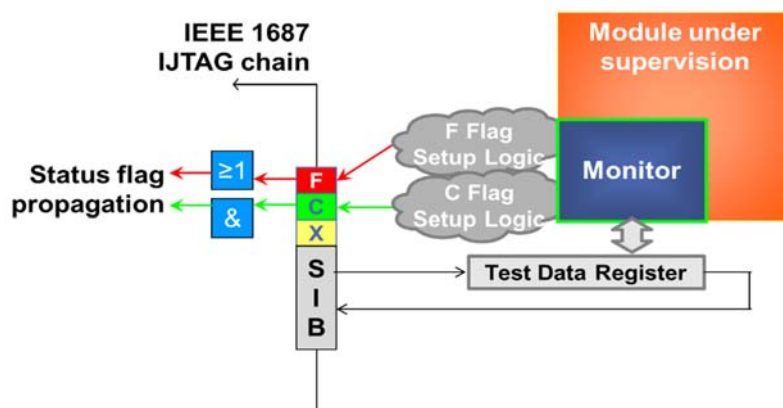 IEEE 1687
IJTAG chain
Module under
supervision
F Flag
Setup Logic
Monitor
≥1
F
Status flag
propagation
&
C
C Flag
Setup Logic
X
S
I
B
Test Data Register